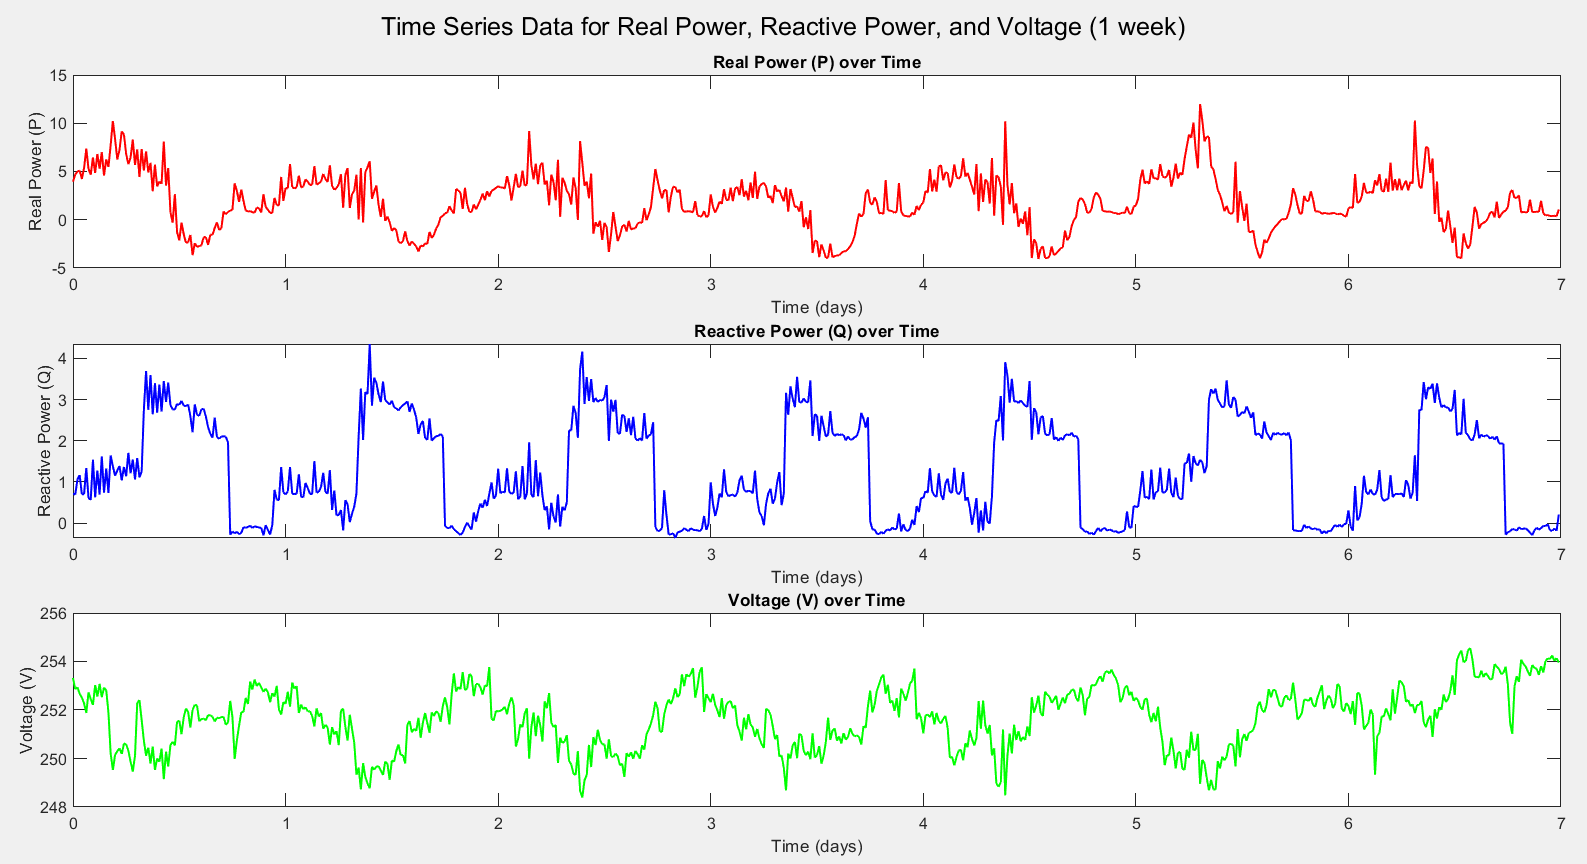 Time Series Data for Real Power, Reactive Power, and Voltage (1 week)
Real Power (P) over Time
Real Power (P)
15
10
5
0
-5
0 1 2 3 4 5 6 7
Time (days)
Reactive Power (Q) over Time
Reactive Power (Q)
4
3
2
1
0
0 1 2 3 4 5 6 7
Time (days)
Voltage (V) over Time
Voltage (V)
256
254
252
250
248
0 1 2 3 4 5 6 7
Time (days)